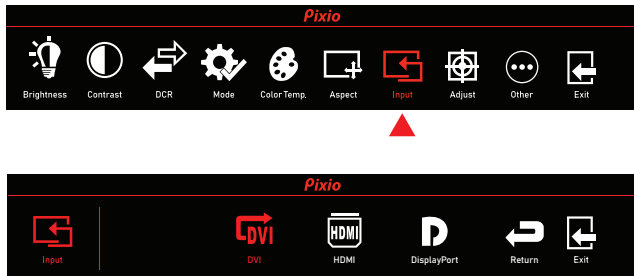 Pixio
Brightness Contrast DCR Mode Color Temp. Aspect Input Adjust Other Exit
Pixio
DVI HDMI D
Input DVI HDMI DisplayPort Return Exit